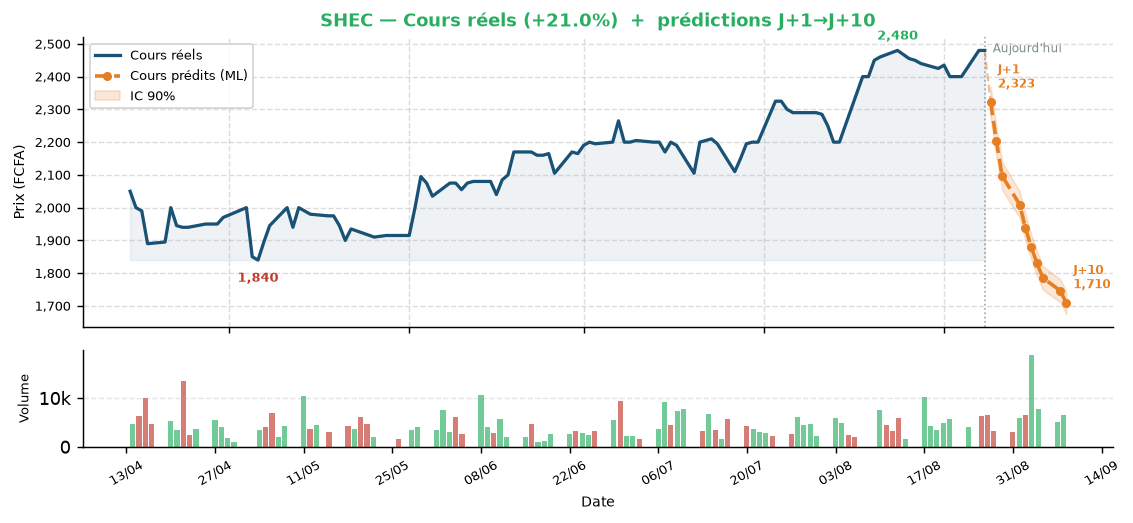 SHEC — Cours réels (+21.0%)  +  prédictions J+1→J+10
Cours réels
Cours prédits (ML)
IC 90%
2,480
Aujourd'hui
J+1
2,323
J+10
1,710
1,840
Prix (FCFA)
2,500
2,400
2,300
2,200
2,100
2,000
1,900
1,800
1,700
Volume
10k
0
13/04
27/04
11/05
25/05
08/06
22/06
06/07
20/07
03/08
17/08
31/08
14/09
Date